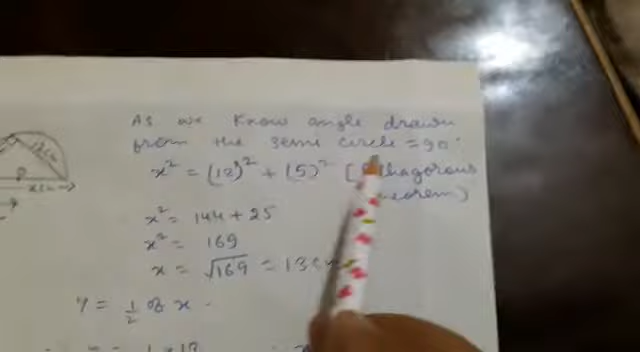 As we know angle drawn
from the semi circle = 90°
x² = (12)² + (5)² [Pythagorous
theorem)
x² = 144 + 25
x² = 169
x = √169 = 13cm
r = 1/2 of x